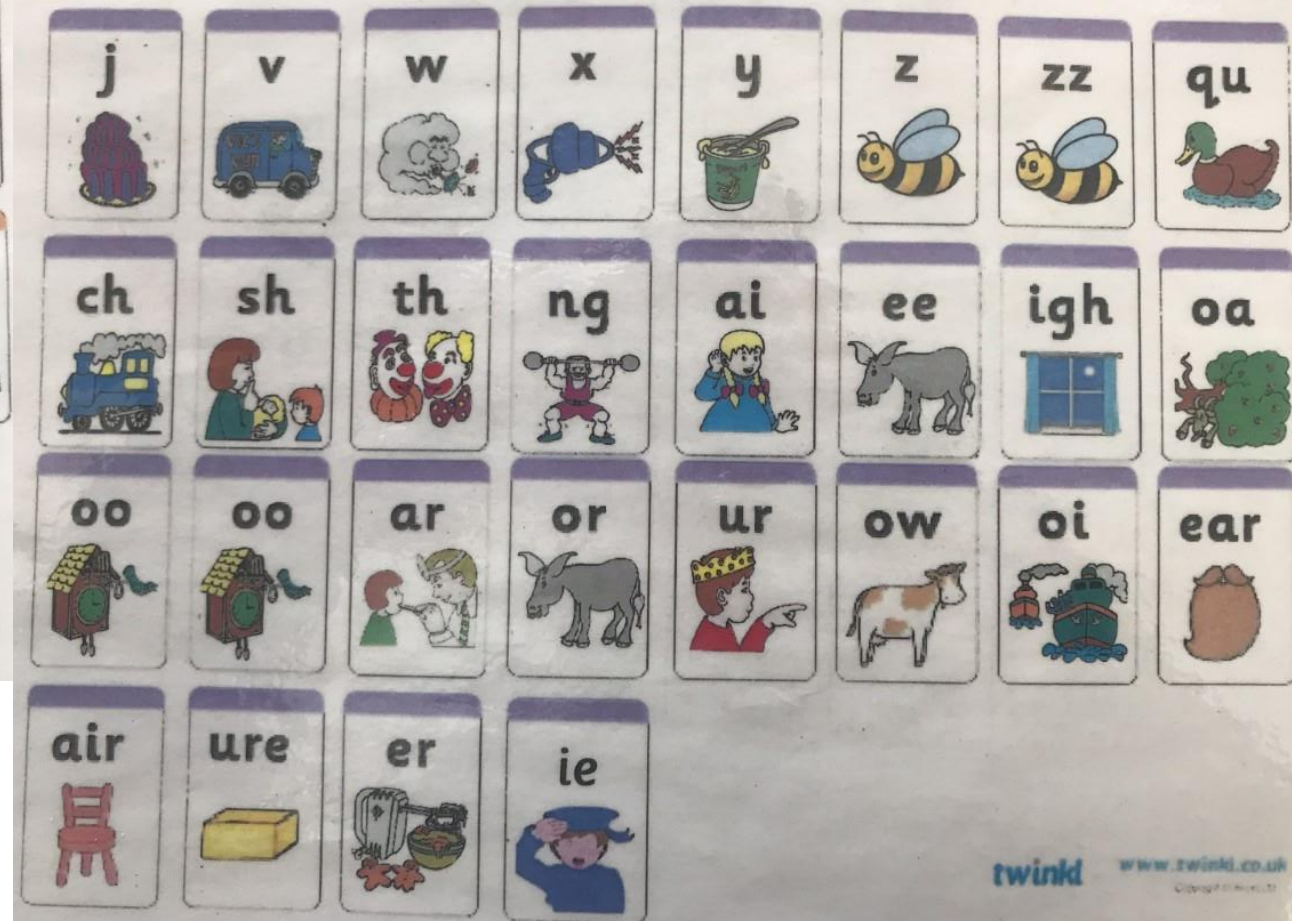 j v w x y z zz qu
ch sh th ng ai ee igh oa
oo oo ar or ur ow oi ear
air ure er ie
twinkl www.twinkl.co.uk